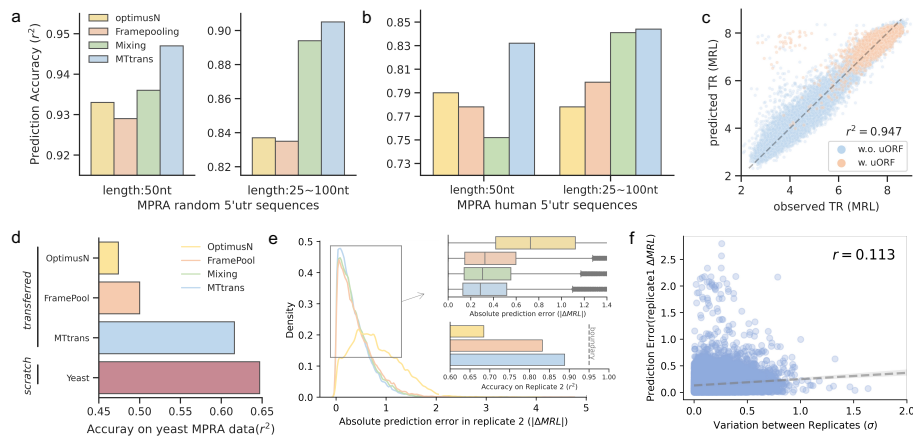 a
b
c
optimusN
Framepooling
Mixing
MTtrans
Prediction Accuracy (r²)
0.95
0.94
0.93
0.92
0.90
0.88
0.86
0.84
0.82
0.85
0.83
0.81
0.79
0.77
0.75
0.73
length:50nt
length:25~100nt
MPRA random 5'utr sequences
length:50nt
length:25~100nt
MPRA human 5'utr sequences
predicted TR (MRL)
8
6
4
2
r² = 0.947
w.o. uORF
w. uORF
2
4
6
8
observed TR (MRL)
d
transferred
scratch
OptimusN
FramePool
MTtrans
Yeast
OptimusN
FramePool
Mixing
MTtrans
0.45
0.50
0.55
0.60
0.65
Accuray on yeast MPRA data(r²)
e
Density
0.5
0.4
0.3
0.2
0.1
0.0
0
1
2
3
4
5
Absolute prediction error in replicate 2 (|ΔMRL|)
0.0
0.2
0.4
0.6
0.8
1.0
1.2
1.4
Absolute prediction error (|ΔMRL|)
boundary
0.60
0.65
0.70
0.75
0.80
0.85
0.90
0.95
1.00
Accuracy on Replicate 2 (r²)
f
r = 0.113
Prediction Error(replicate1 ΔMRL)
3.0
2.5
2.0
1.5
1.0
0.5
0.0
0.0
0.5
1.0
1.5
2.0
Variation between Replicates (σ)